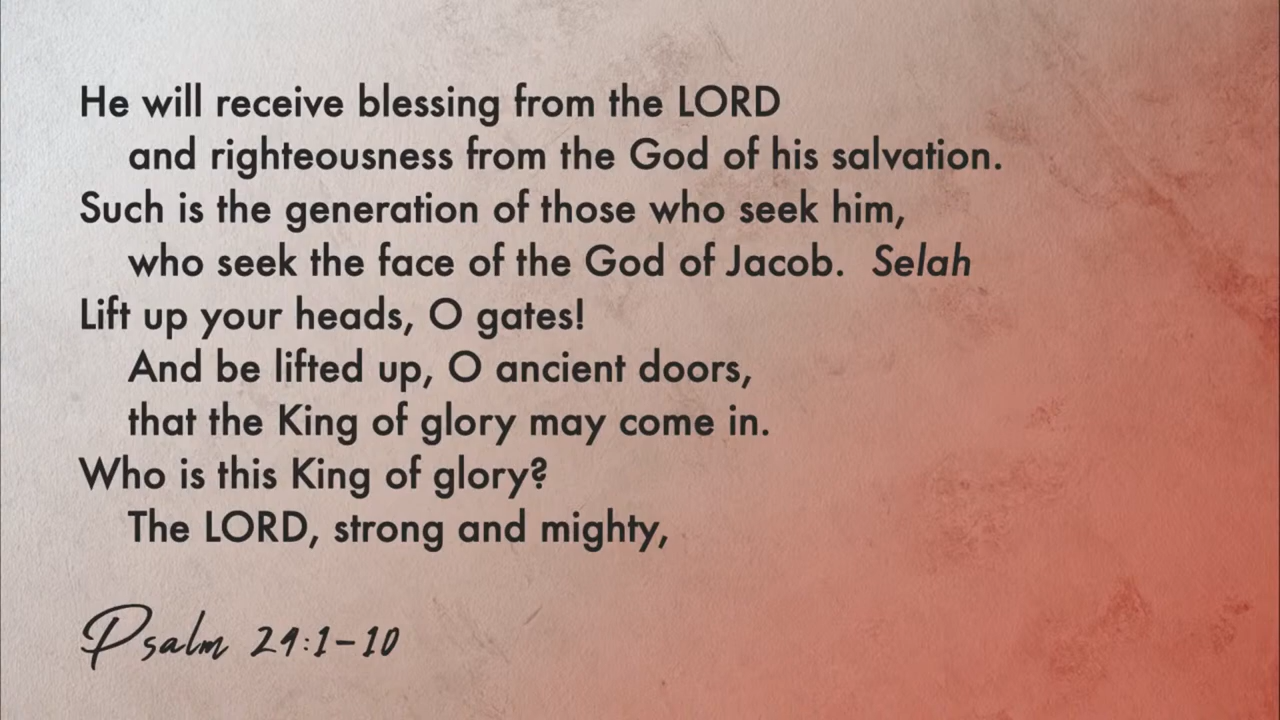 He will receive blessing from the LORD
and righteousness from the God of his salvation.
Such is the generation of those who seek him,
who seek the face of the God of Jacob. Selah
Lift up your heads, O gates!
And be lifted up, O ancient doors,
that the King of glory may come in.
Who is this King of glory?
The LORD, strong and mighty,
Psalm 24:1-10